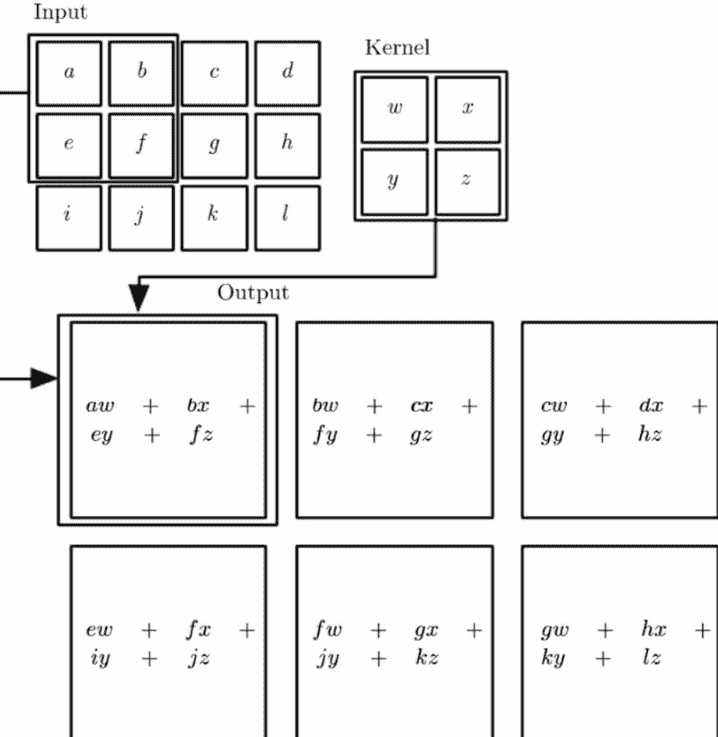 Input
Kernel
a b c d
w x
e f g h
y z
i j k l
Output
aw + bx + bw + cx + cw + dx +
ey + fz fy + gz gy + hz
ew + fx + fw + gx + gw + hx +
iy + jz jy + kz ky + lz